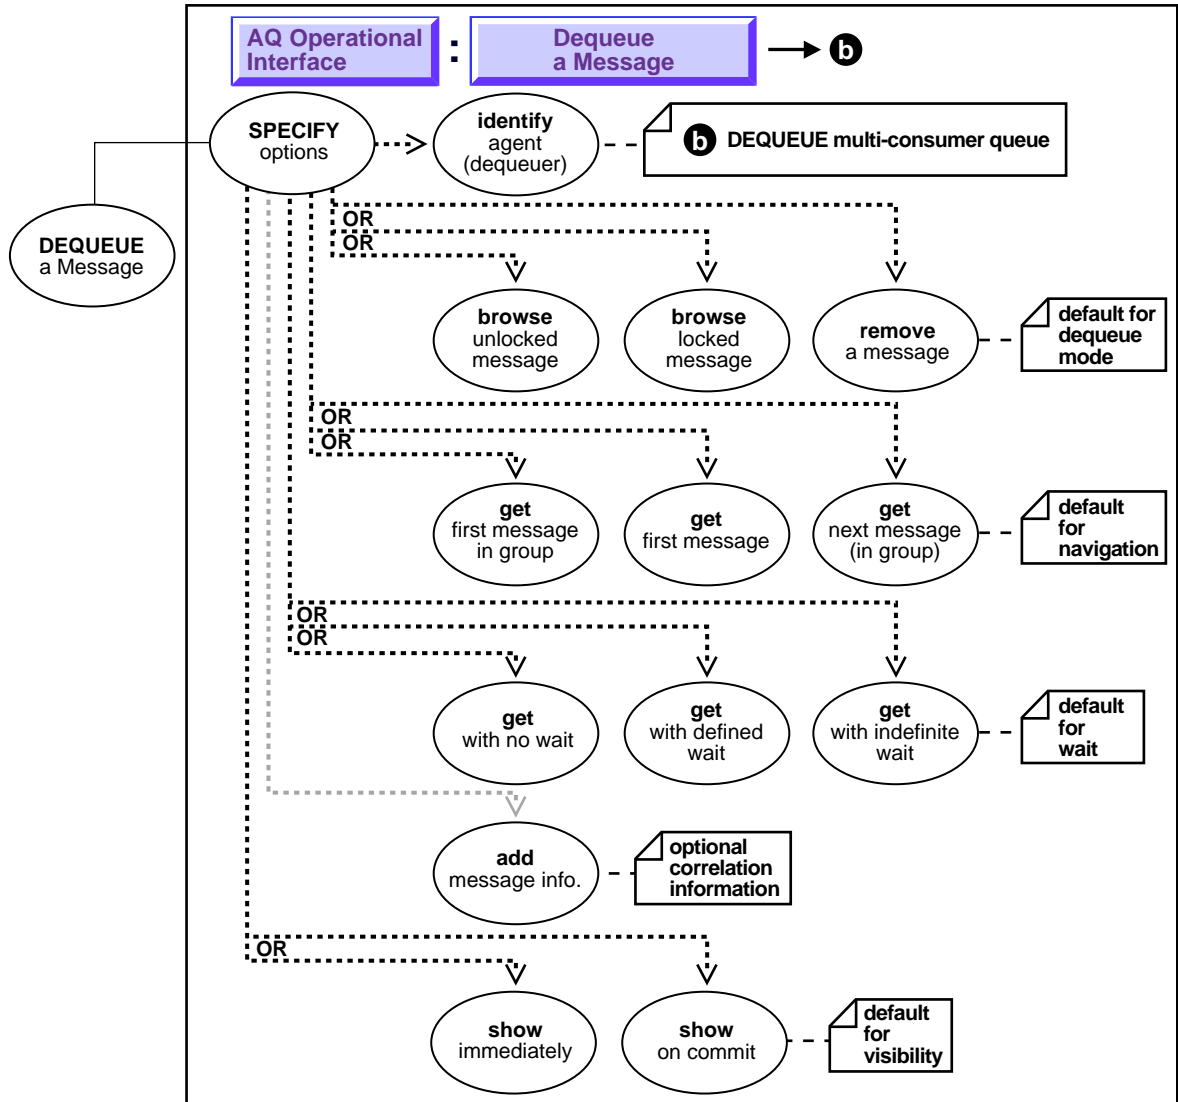 AQ Operational
Interface
:
Dequeue
a Message
b
SPECIFY
options
identify
agent
(dequeuer)
b DEQUEUE multi-consumer queue
DEQUEUE
a Message
OR
OR
browse
unlocked
message
browse
locked
message
remove
a message
default for
dequeue
mode
OR
OR
get
first message
in group
get
first message
get
next message
(in group)
default
for
navigation
OR
OR
get
with no wait
get
with defined
wait
get
with indefinite
wait
default
for
wait
add
message info.
optional
correlation
information
OR
show
immediately
show
on commit
default
for
visibility